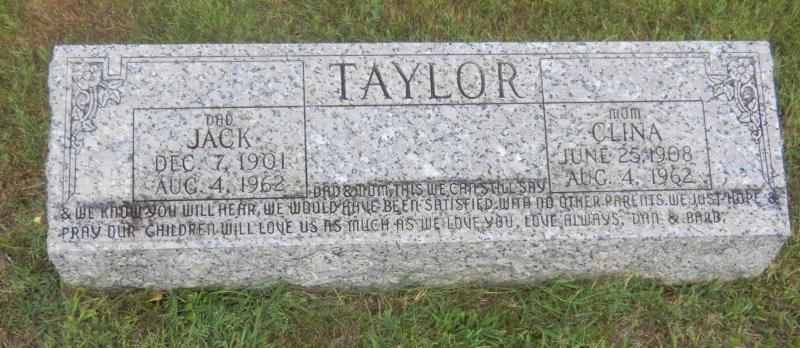 TAYLOR
DAD
JACK
DEC. 7, 1901
AUG. 4, 1962
MOM
CLINA
JUNE 25, 1908
AUG. 4, 1962
DAD & MOM, THIS WE CAN STILL SAY
& WE KNOW YOU WILL HEAR, WE WOULD HAVE BEEN SATISFIED WITH NO OTHER PARENTS. WE JUST HOPE &
PRAY OUR CHILDREN WILL LOVE US AS MUCH AS WE LOVE YOU, LOVE ALWAYS, DAN & BARB.